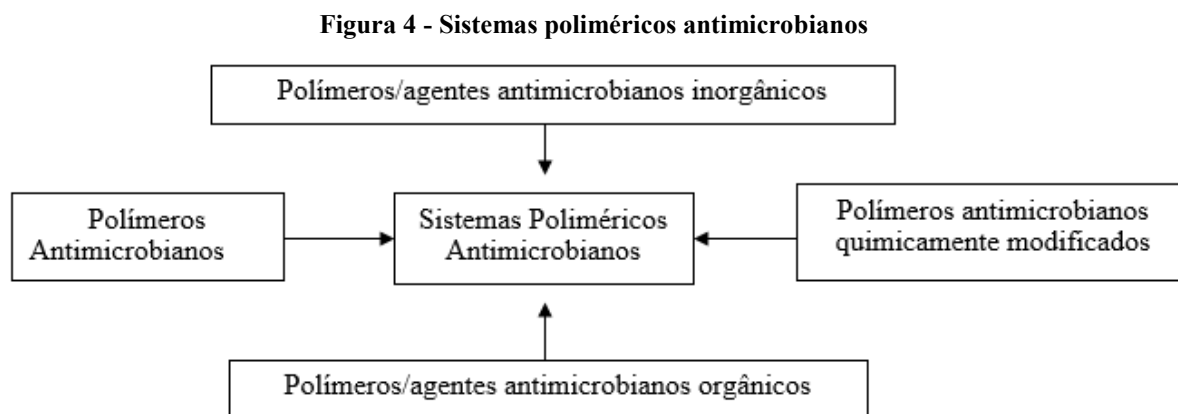 Figura 4 - Sistemas poliméricos antimicrobianos
Polímeros/agentes antimicrobianos inorgânicos
Polímeros
Antimicrobianos
Sistemas Poliméricos
Antimicrobianos
Polímeros antimicrobianos
quimicamente modificados
Polímeros/agentes antimicrobianos orgânicos